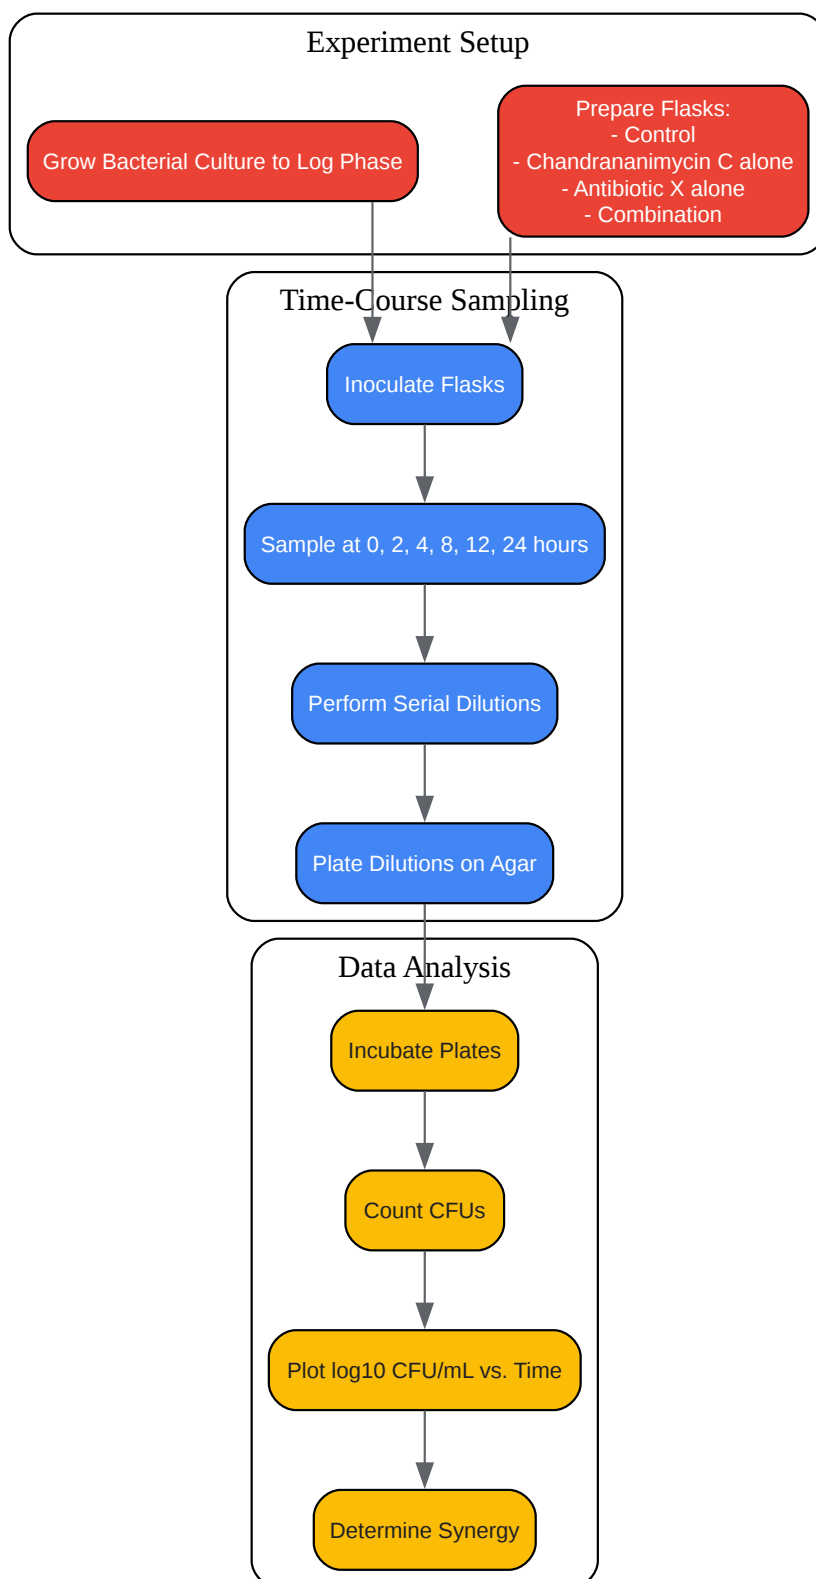 Experiment Setup
Grow Bacterial Culture to Log Phase
Prepare Flasks:
- Control
- Chandrananimycin C alone
- Antibiotic X alone
- Combination
Time-Course Sampling
Inoculate Flasks
Sample at 0, 2, 4, 8, 12, 24 hours
Perform Serial Dilutions
Plate Dilutions on Agar
Data Analysis
Incubate Plates
Count CFUs
Plot log10 CFU/mL vs. Time
Determine Synergy